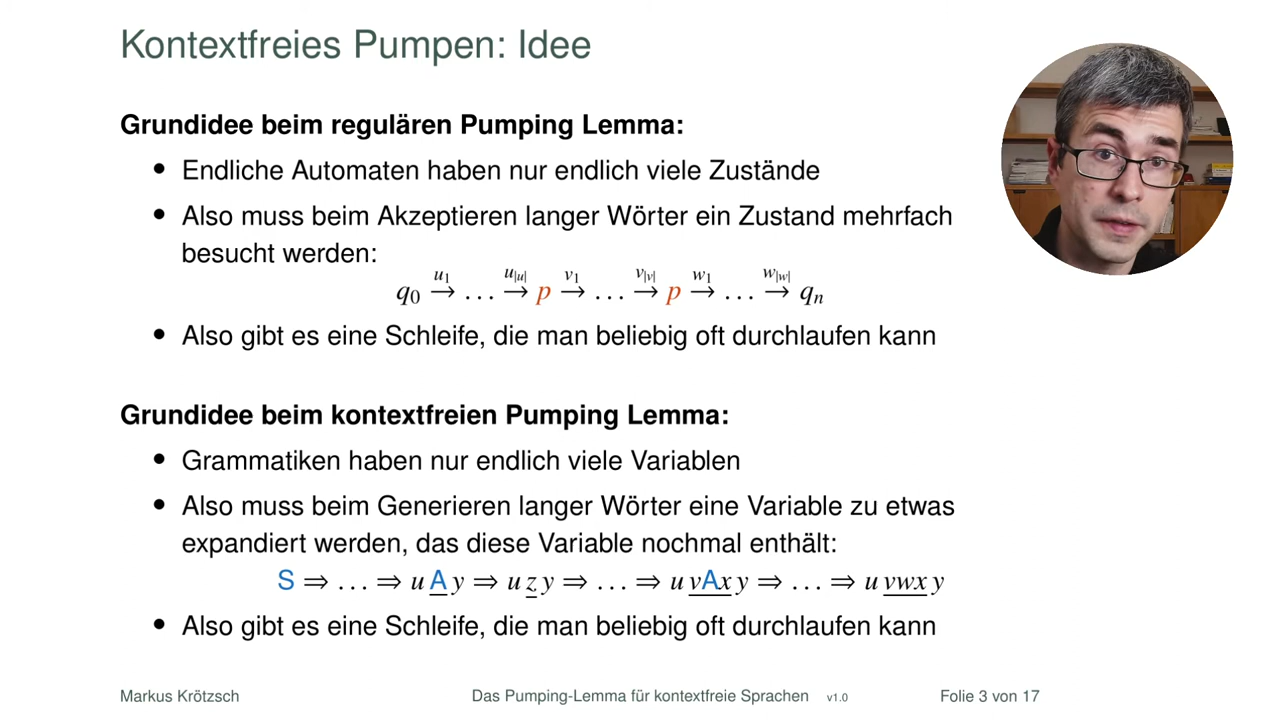 Kontextfreies Pumpen: Idee
Grundidee beim regulären Pumping Lemma:
• Endliche Automaten haben nur endlich viele Zustände
• Also muss beim Akzeptieren langer Wörter ein Zustand mehrfach
besucht werden:
q₀ →^{u₁} … →^{u_{|u|}} p →^{v₁} … →^{v_{|v|}} p →^{w₁} … →^{w_{|w|}} qₙ
• Also gibt es eine Schleife, die man beliebig oft durchlaufen kann
Grundidee beim kontextfreien Pumping Lemma:
• Grammatiken haben nur endlich viele Variablen
• Also muss beim Generieren langer Wörter eine Variable zu etwas
expandiert werden, das diese Variable nochmal enthält:
S ⇒ … ⇒ u A y ⇒ u z y ⇒ … ⇒ u vAx y ⇒ … ⇒ u vwx y
• Also gibt es eine Schleife, die man beliebig oft durchlaufen kann
Markus Krötzsch Das Pumping-Lemma für kontextfreie Sprachen v1.0 Folie 3 von 17